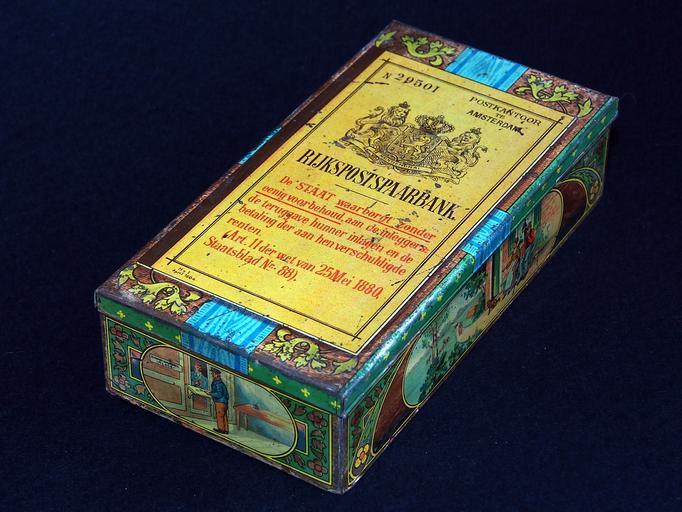 N 29501
POSTKANTOOR
TE
AMSTERDAM
RIJKSPOSTSPAARBANK.
De STAAT waarborgt zonder
eenig voorbehoud, aan de inleggers
de teruggave hunner inlagen en de
betaling der aan hen verschuldigde
renten.
(Art. 11 der wet van 25 Mei 1880,
Staatsblad Nr. 88).